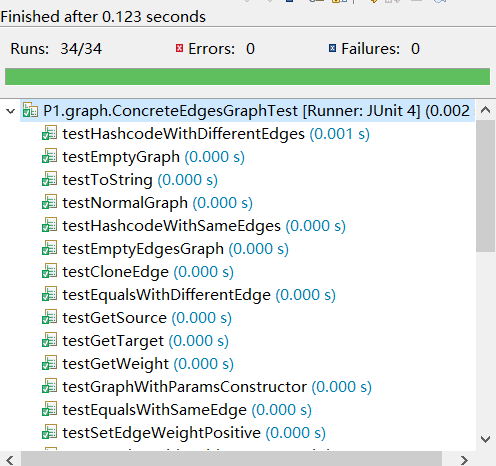 Finished after 0.123 seconds
Runs: 34/34 Errors: 0 Failures: 0
P1.graph.ConcreteEdgesGraphTest [Runner: JUnit 4] (0.002
testHashcodeWithDifferentEdges (0.001 s)
testEmptyGraph (0.000 s)
testToString (0.000 s)
testNormalGraph (0.000 s)
testHashcodeWithSameEdges (0.000 s)
testEmptyEdgesGraph (0.000 s)
testCloneEdge (0.000 s)
testEqualsWithDifferentEdge (0.000 s)
testGetSource (0.000 s)
testGetTarget (0.000 s)
testGetWeight (0.000 s)
testGraphWithParamsConstructor (0.000 s)
testEqualsWithSameEdge (0.000 s)
testSetEdgeWeightPositive (0.000 s)